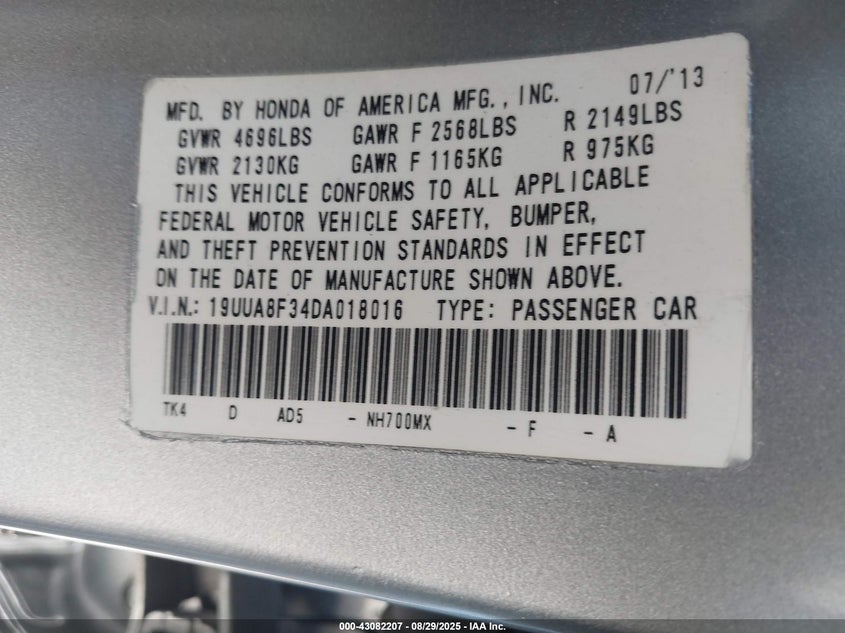 MFD. BY HONDA OF AMERICA MFG., INC. 07/'13
GVWR 4696LBS GAWR F 2568LBS R 2149LBS
GVWR 2130KG GAWR F 1165KG R 975KG
THIS VEHICLE CONFORMS TO ALL APPLICABLE
FEDERAL MOTOR VEHICLE SAFETY, BUMPER,
AND THEFT PREVENTION STANDARDS IN EFFECT
ON THE DATE OF MANUFACTURE SHOWN ABOVE.
V.I.N.: 19UUA8F34DA018016 TYPE: PASSENGER CAR
TK4 D AD5 - NH700MX - F - A
000-43082207 - 08/29/2025 - IAA Inc.